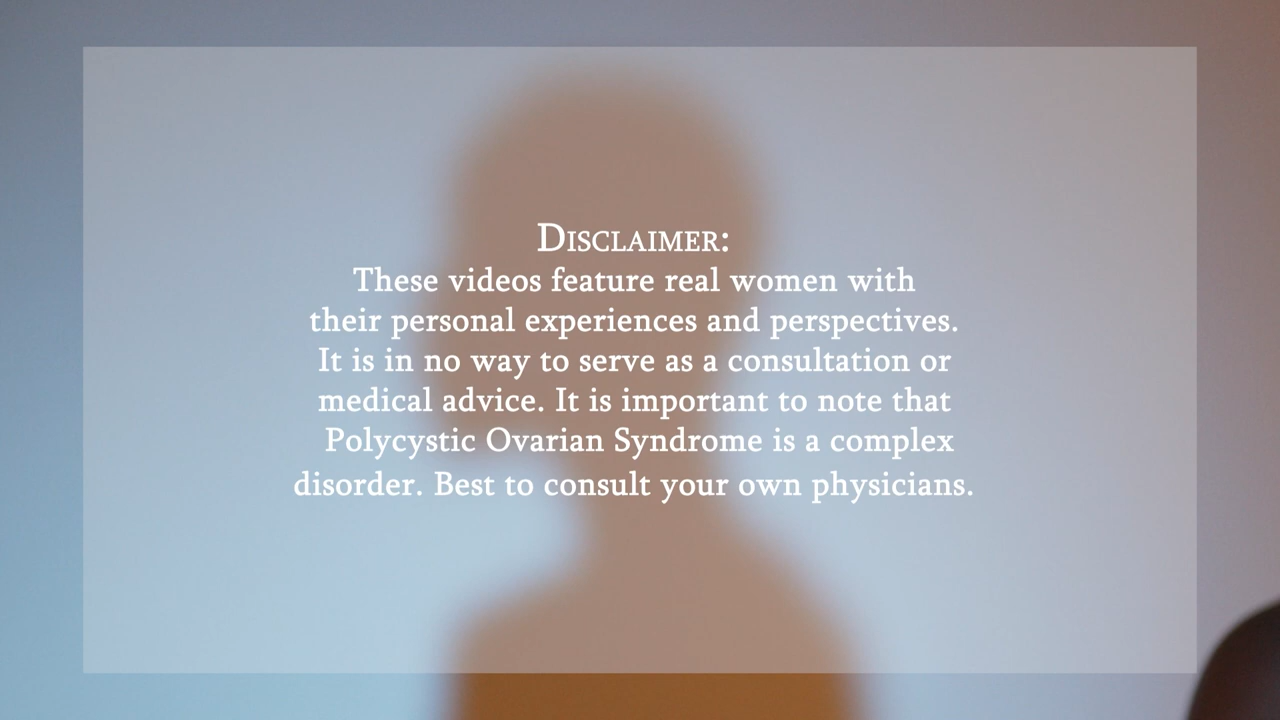 Disclaimer:
These videos feature real women with
their personal experiences and perspectives.
It is in no way to serve as a consultation or
medical advice. It is important to note that
Polycystic Ovarian Syndrome is a complex
disorder. Best to consult your own physicians.